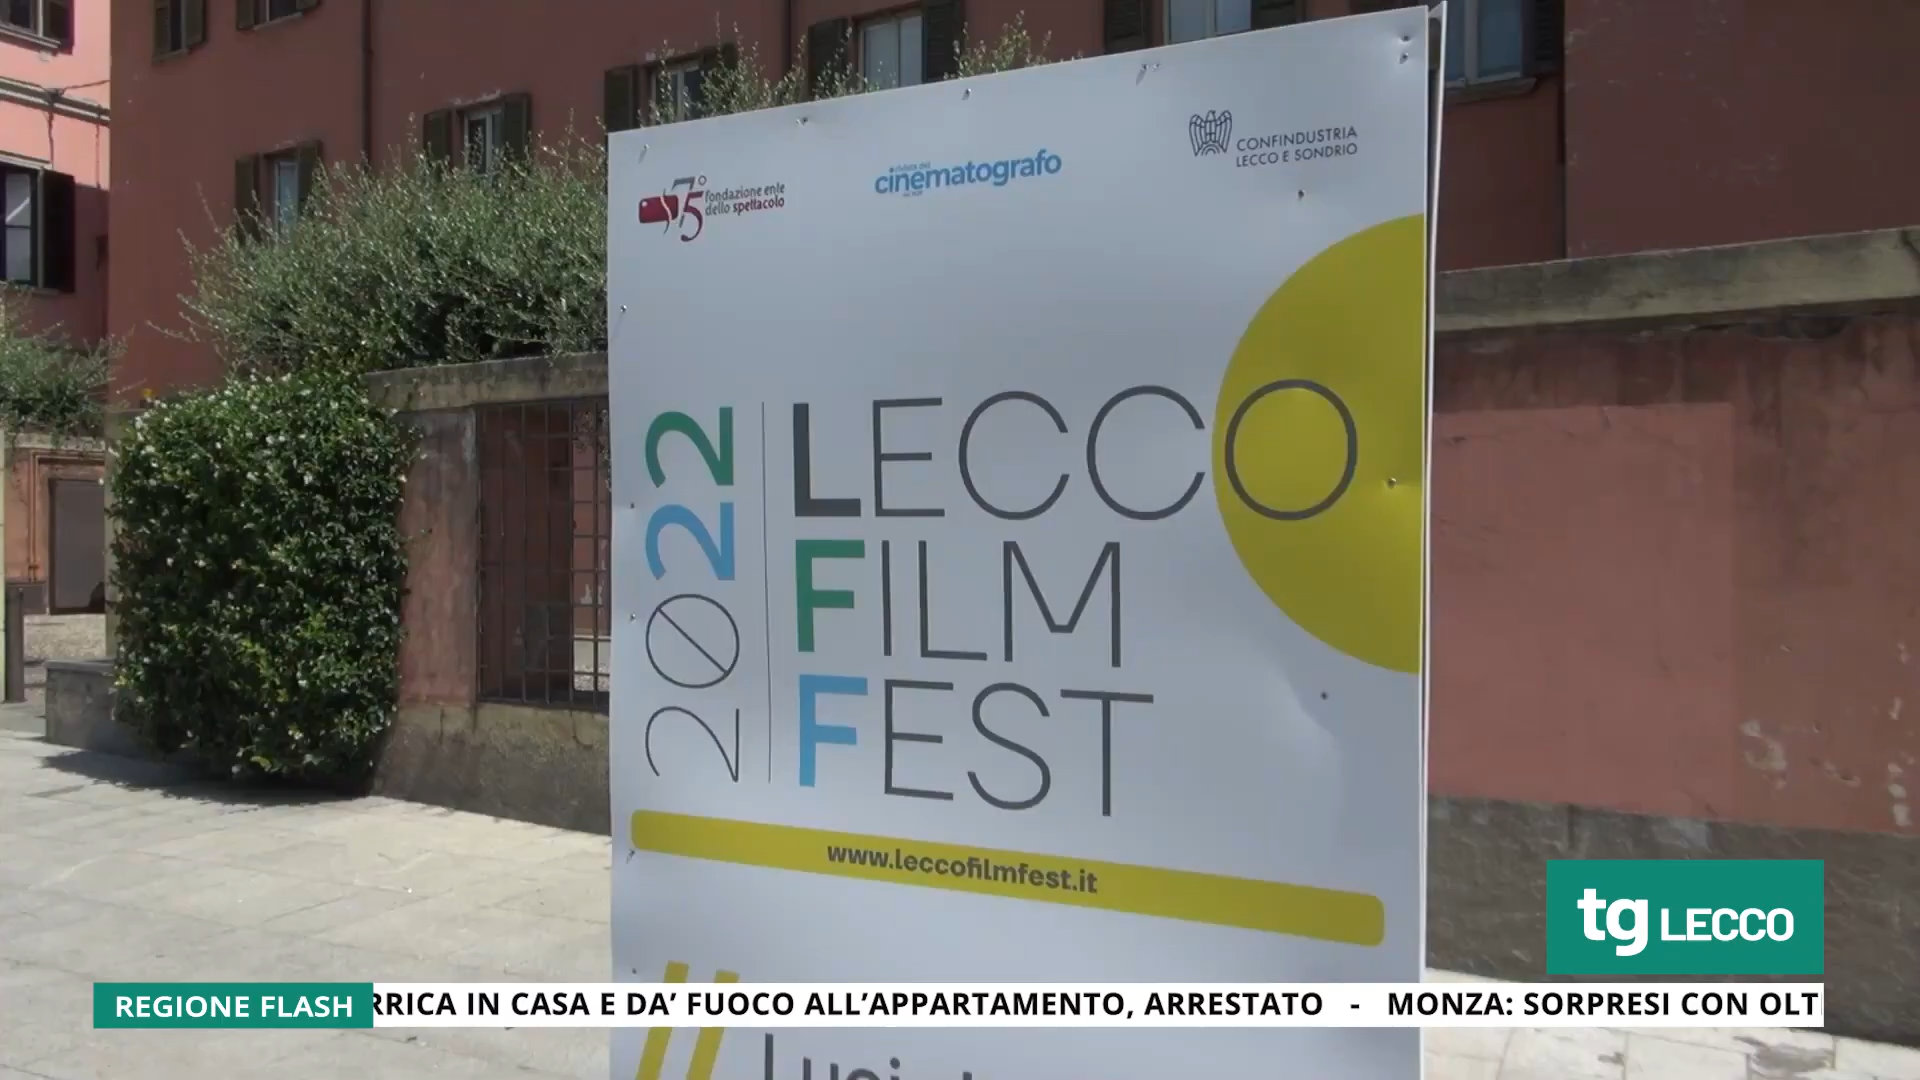 75°
fondazione ente
dello spettacolo
cinematografo
CONFINDUSTRIA
LECCO E SONDRIO
2022
LECCO
FILM
FEST
www.leccofilmfest.it
//
tg LECCO
REGIONE FLASH
RRICA IN CASA E DA’ FUOCO ALL’APPARTAMENTO, ARRESTATO - MONZA: SORPRESI CON OLT